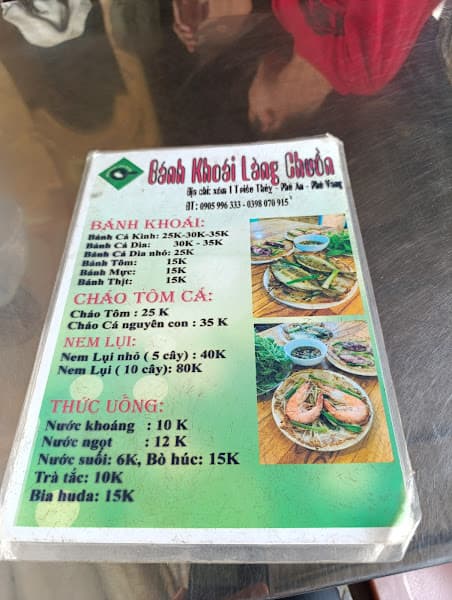 Bánh Khoái Làng Chuồn
Địa chỉ: xóm 1 Triều Thủy - Phú An - Phú Vang
ĐT: 0905 996 333 - 0398 070 915
BÁNH KHOÁI:
Bánh Cá Kình: 25K-30K-35K
Bánh Cá Dìa: 30K - 35K
Bánh Cá Dìa nhỏ: 25K
Bánh Tôm: 15K
Bánh Mực: 15K
Bánh Thịt: 15K
CHÁO TÔM CÁ:
Cháo Tôm : 25 K
Cháo Cá nguyên con : 35 K
NEM LỤI:
Nem Lụi nhỏ ( 5 cây) : 40K
Nem Lụi ( 10 cây): 80K
THỨC UỐNG:
Nước khoáng : 10 K
Nước ngọt : 12 K
Nước suối: 6K, Bò húc: 15K
Trà tắc: 10K
Bia huda: 15K